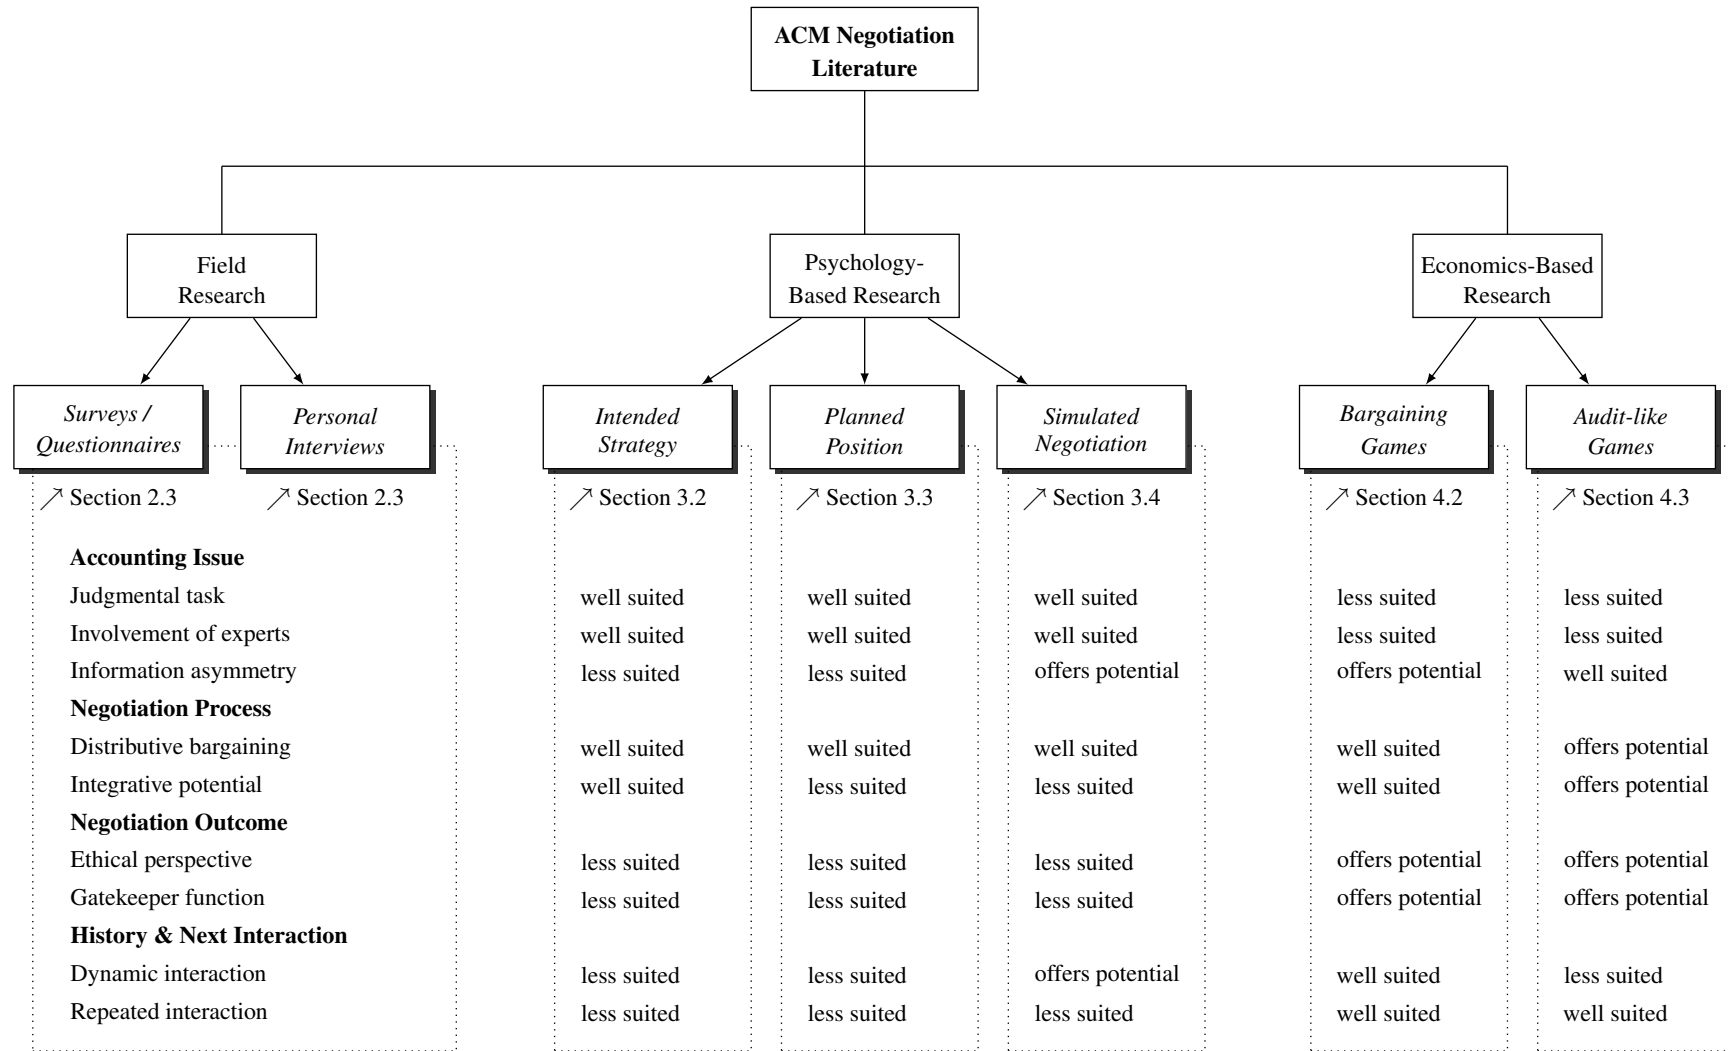 ACM Negotiation
Literature
Field
Research
Psychology-
Based Research
Economics-Based
Research
Surveys /
Questionnaires
Personal
Interviews
Intended
Strategy
Planned
Position
Simulated
Negotiation
Bargaining
Games
Audit-like
Games
↗ Section 2.3 ↗ Section 2.3 ↗ Section 3.2 ↗ Section 3.3 ↗ Section 3.4 ↗ Section 4.2 ↗ Section 4.3
Accounting Issue
Judgmental task well suited well suited well suited less suited less suited
Involvement of experts well suited well suited well suited less suited less suited
Information asymmetry less suited less suited offers potential offers potential well suited
Negotiation Process
Distributive bargaining well suited well suited well suited well suited offers potential
Integrative potential well suited less suited less suited well suited offers potential
Negotiation Outcome
Ethical perspective less suited less suited less suited offers potential offers potential
Gatekeeper function less suited less suited less suited offers potential offers potential
History & Next Interaction
Dynamic interaction less suited less suited offers potential well suited less suited
Repeated interaction less suited less suited less suited well suited well suited